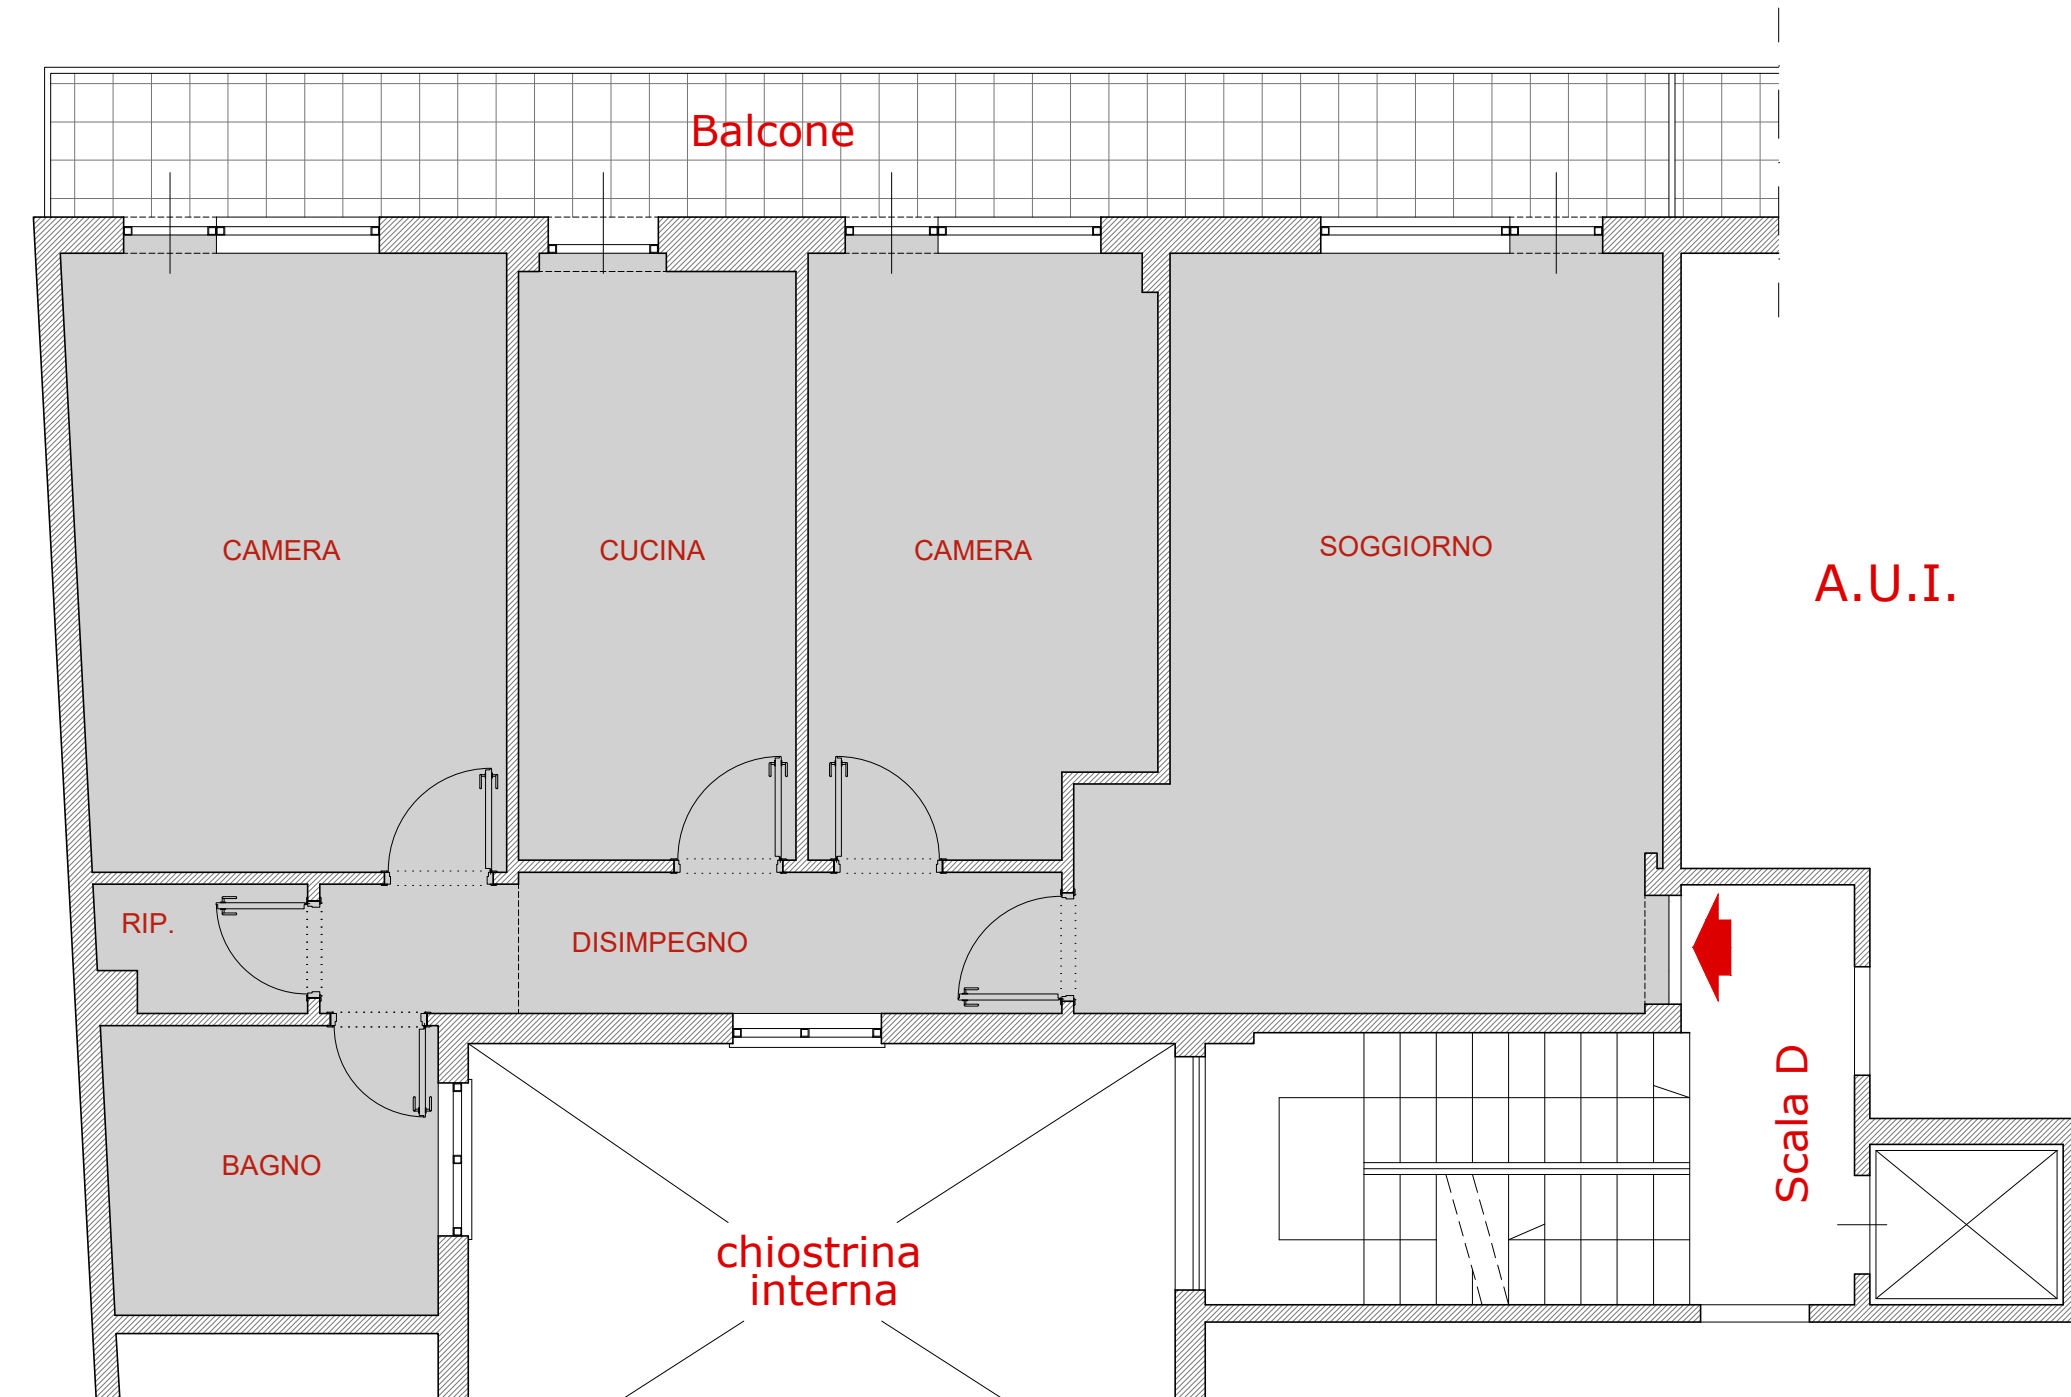 Balcone
CAMERA
CUCINA
CAMERA
SOGGIORNO
A.U.I.
RIP.
DISIMPEGNO
BAGNO
Scala D
chiostrina
interna